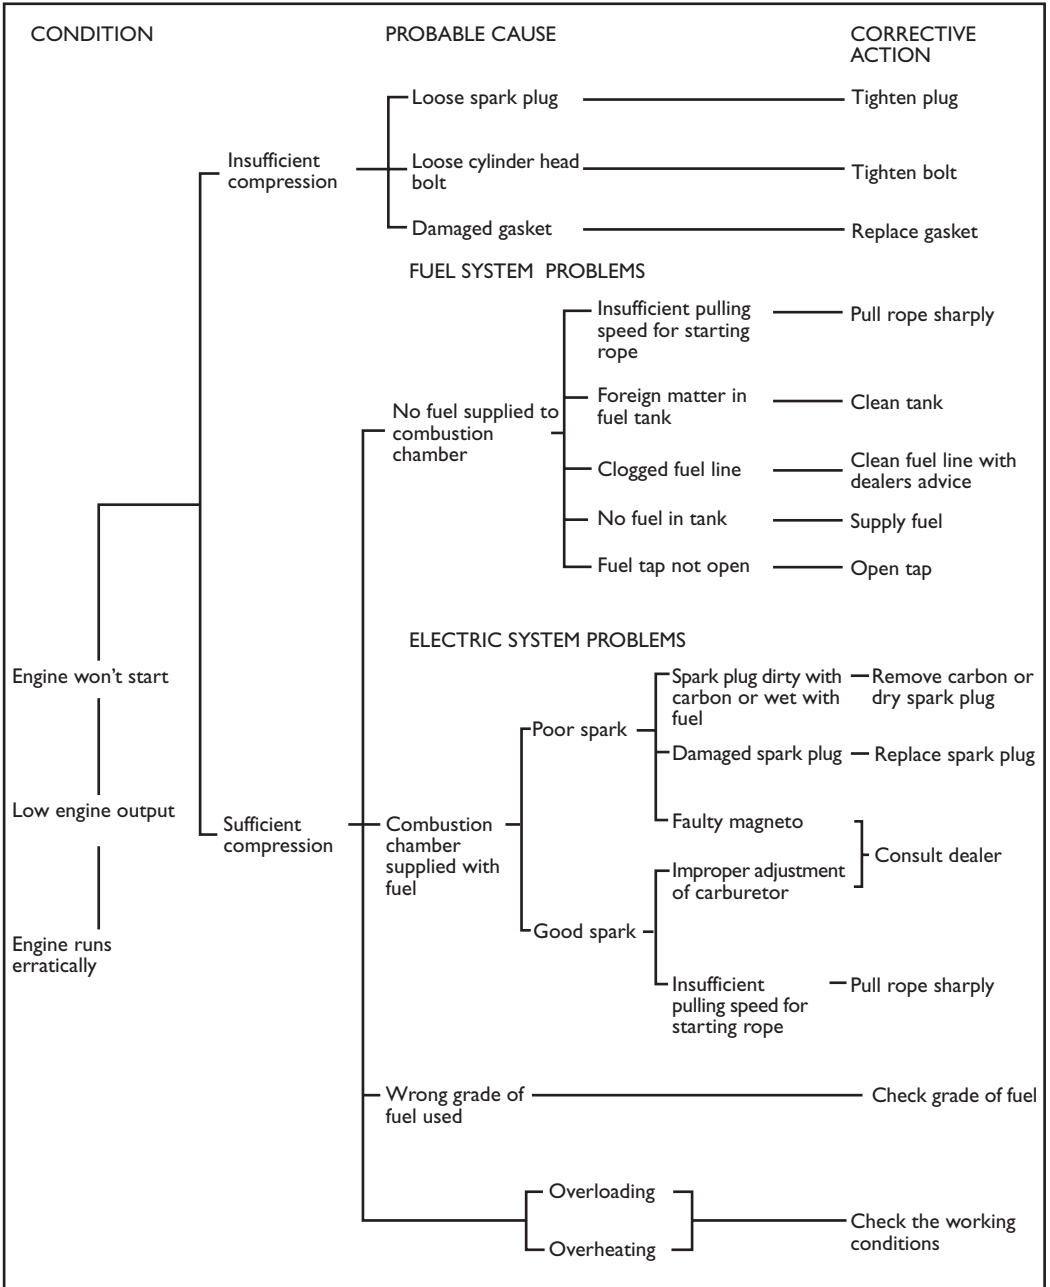 CONDITION
PROBABLE CAUSE
CORRECTIVE
ACTION
Loose spark plug
Tighten plug
Insufficient
compression
Loose cylinder head
bolt
Tighten bolt
Damaged gasket
Replace gasket
FUEL SYSTEM PROBLEMS
Insufficient pulling
speed for starting
rope
Pull rope sharply
No fuel supplied to
combustion
chamber
Foreign matter in
fuel tank
Clean tank
Clogged fuel line
Clean fuel line with
dealers advice
No fuel in tank
Supply fuel
Fuel tap not open
Open tap
ELECTRIC SYSTEM PROBLEMS
Engine won't start
Low engine output
Engine runs
erratically
Sufficient
compression
Combustion
chamber
supplied with
fuel
Poor spark
Spark plug dirty with
carbon or wet with
fuel
Remove carbon or
dry spark plug
Damaged spark plug
Replace spark plug
Faulty magneto
Consult dealer
Good spark
Improper adjustment
of carburetor
Insufficient
pulling speed for
starting rope
Pull rope sharply
Wrong grade of
fuel used
Check grade of fuel
Overloading
Overheating
Check the working
conditions